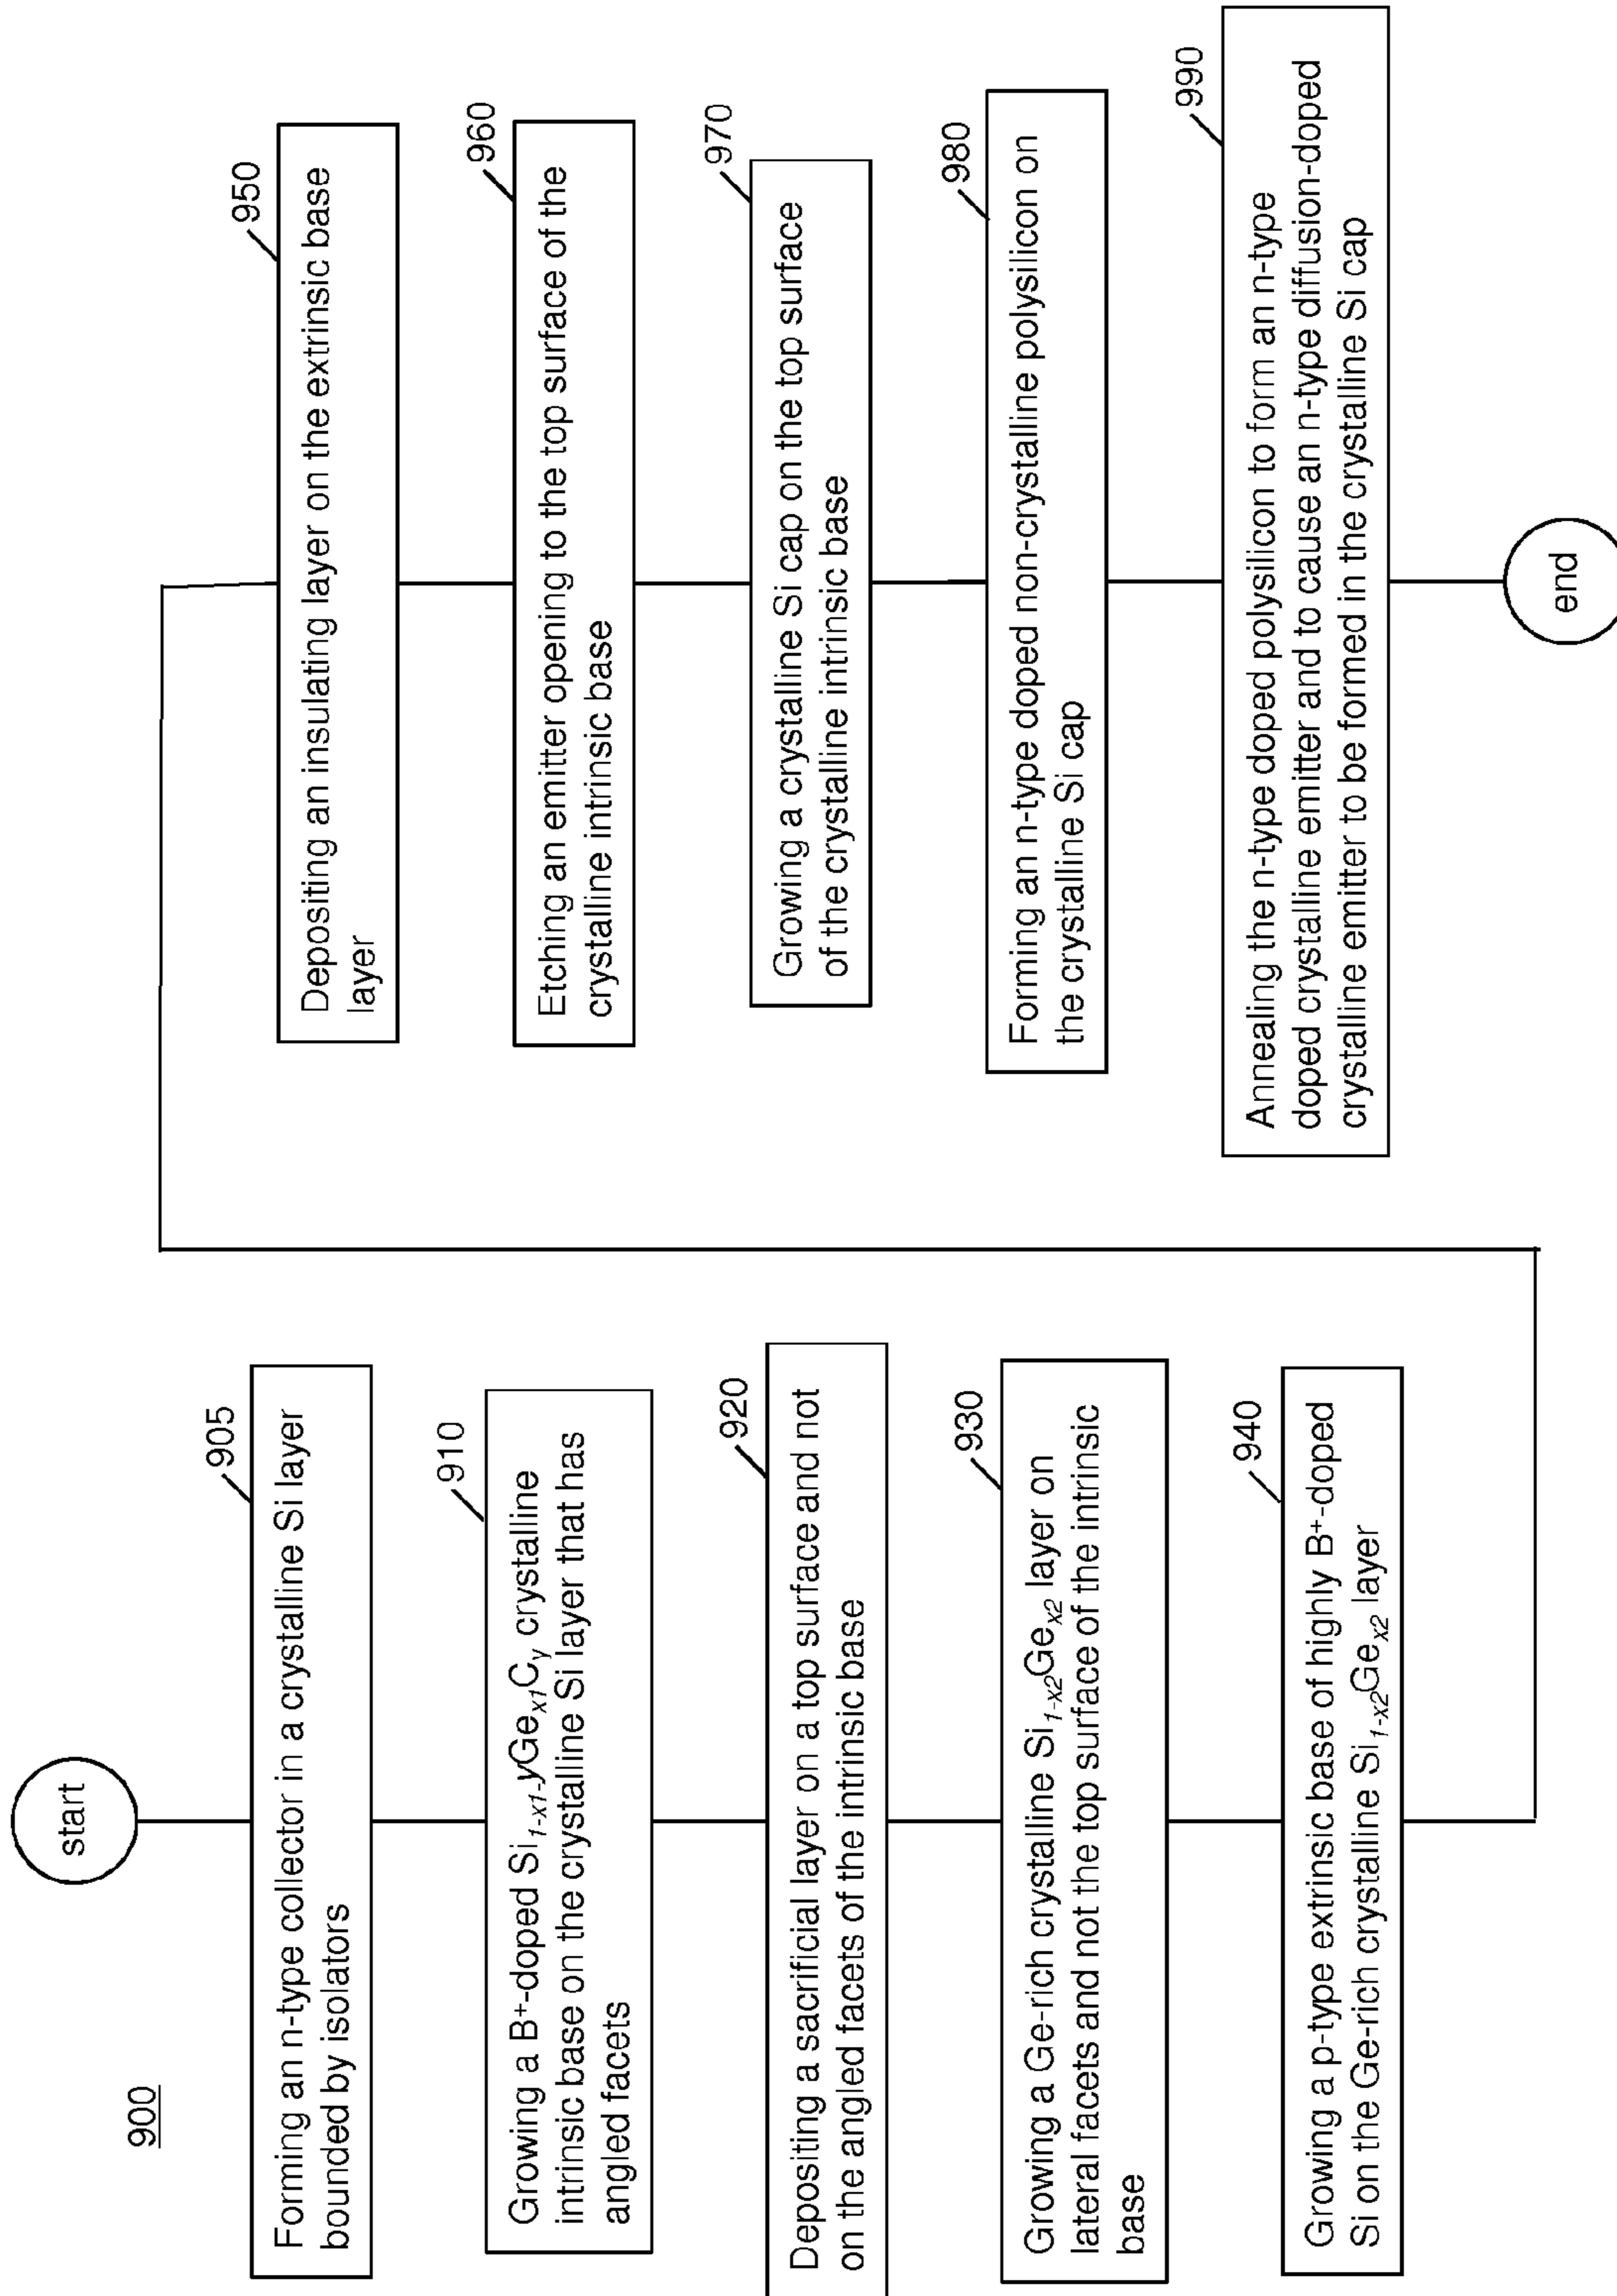 900
start
905
Forming an n-type collector in a crystalline Si layer
bounded by isolators
910
Growing a B⁺-doped Si₁₋ₓ₁₋yGeₓ₁Cᵧ crystalline
intrinsic base on the crystalline Si layer that has
angled facets
920
Depositing a sacrificial layer on a top surface and not
on the angled facets of the intrinsic base
930
Growing a Ge-rich crystalline Si₁₋ₓ₂Geₓ₂ layer on
lateral facets and not the top surface of the intrinsic
base
940
Growing a p-type extrinsic base of highly B⁺-doped
Si on the Ge-rich crystalline Si₁₋ₓ₂Geₓ₂ layer
950
Depositing an insulating layer on the extrinsic base
layer
960
Etching an emitter opening to the top surface of the
crystalline intrinsic base
970
Growing a crystalline Si cap on the top surface
of the crystalline intrinsic base
980
Forming an n-type doped non-crystalline polysilicon on
the crystalline Si cap
990
Annealing the n-type doped polysilicon to form an n-type
doped crystalline emitter and to cause an n-type diffusion-doped
crystalline emitter to be formed in the crystalline Si cap
end